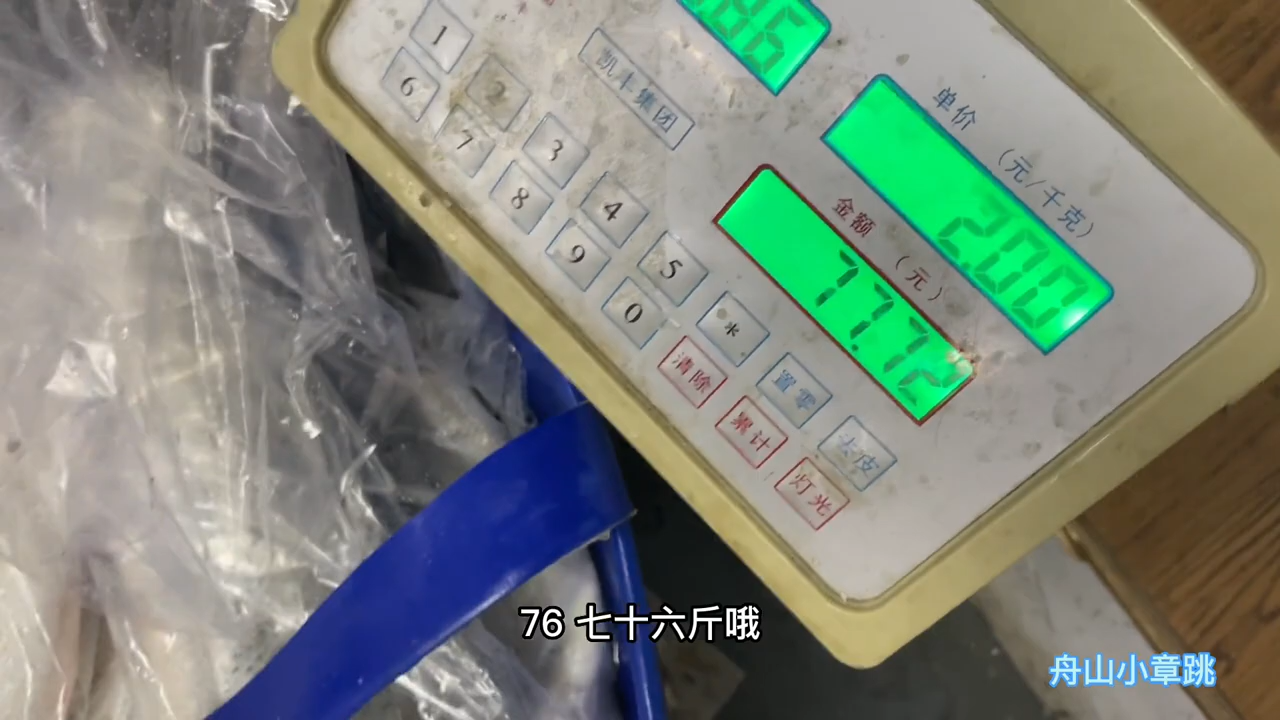 .86
单价（元/千克）
2.00
金额（元）
77.72
凯丰集团
1 2 3 4 5 *
6 7 8 9 0
置零
去皮
清除
累计
灯光
76 七十六斤哦
舟山小章跳